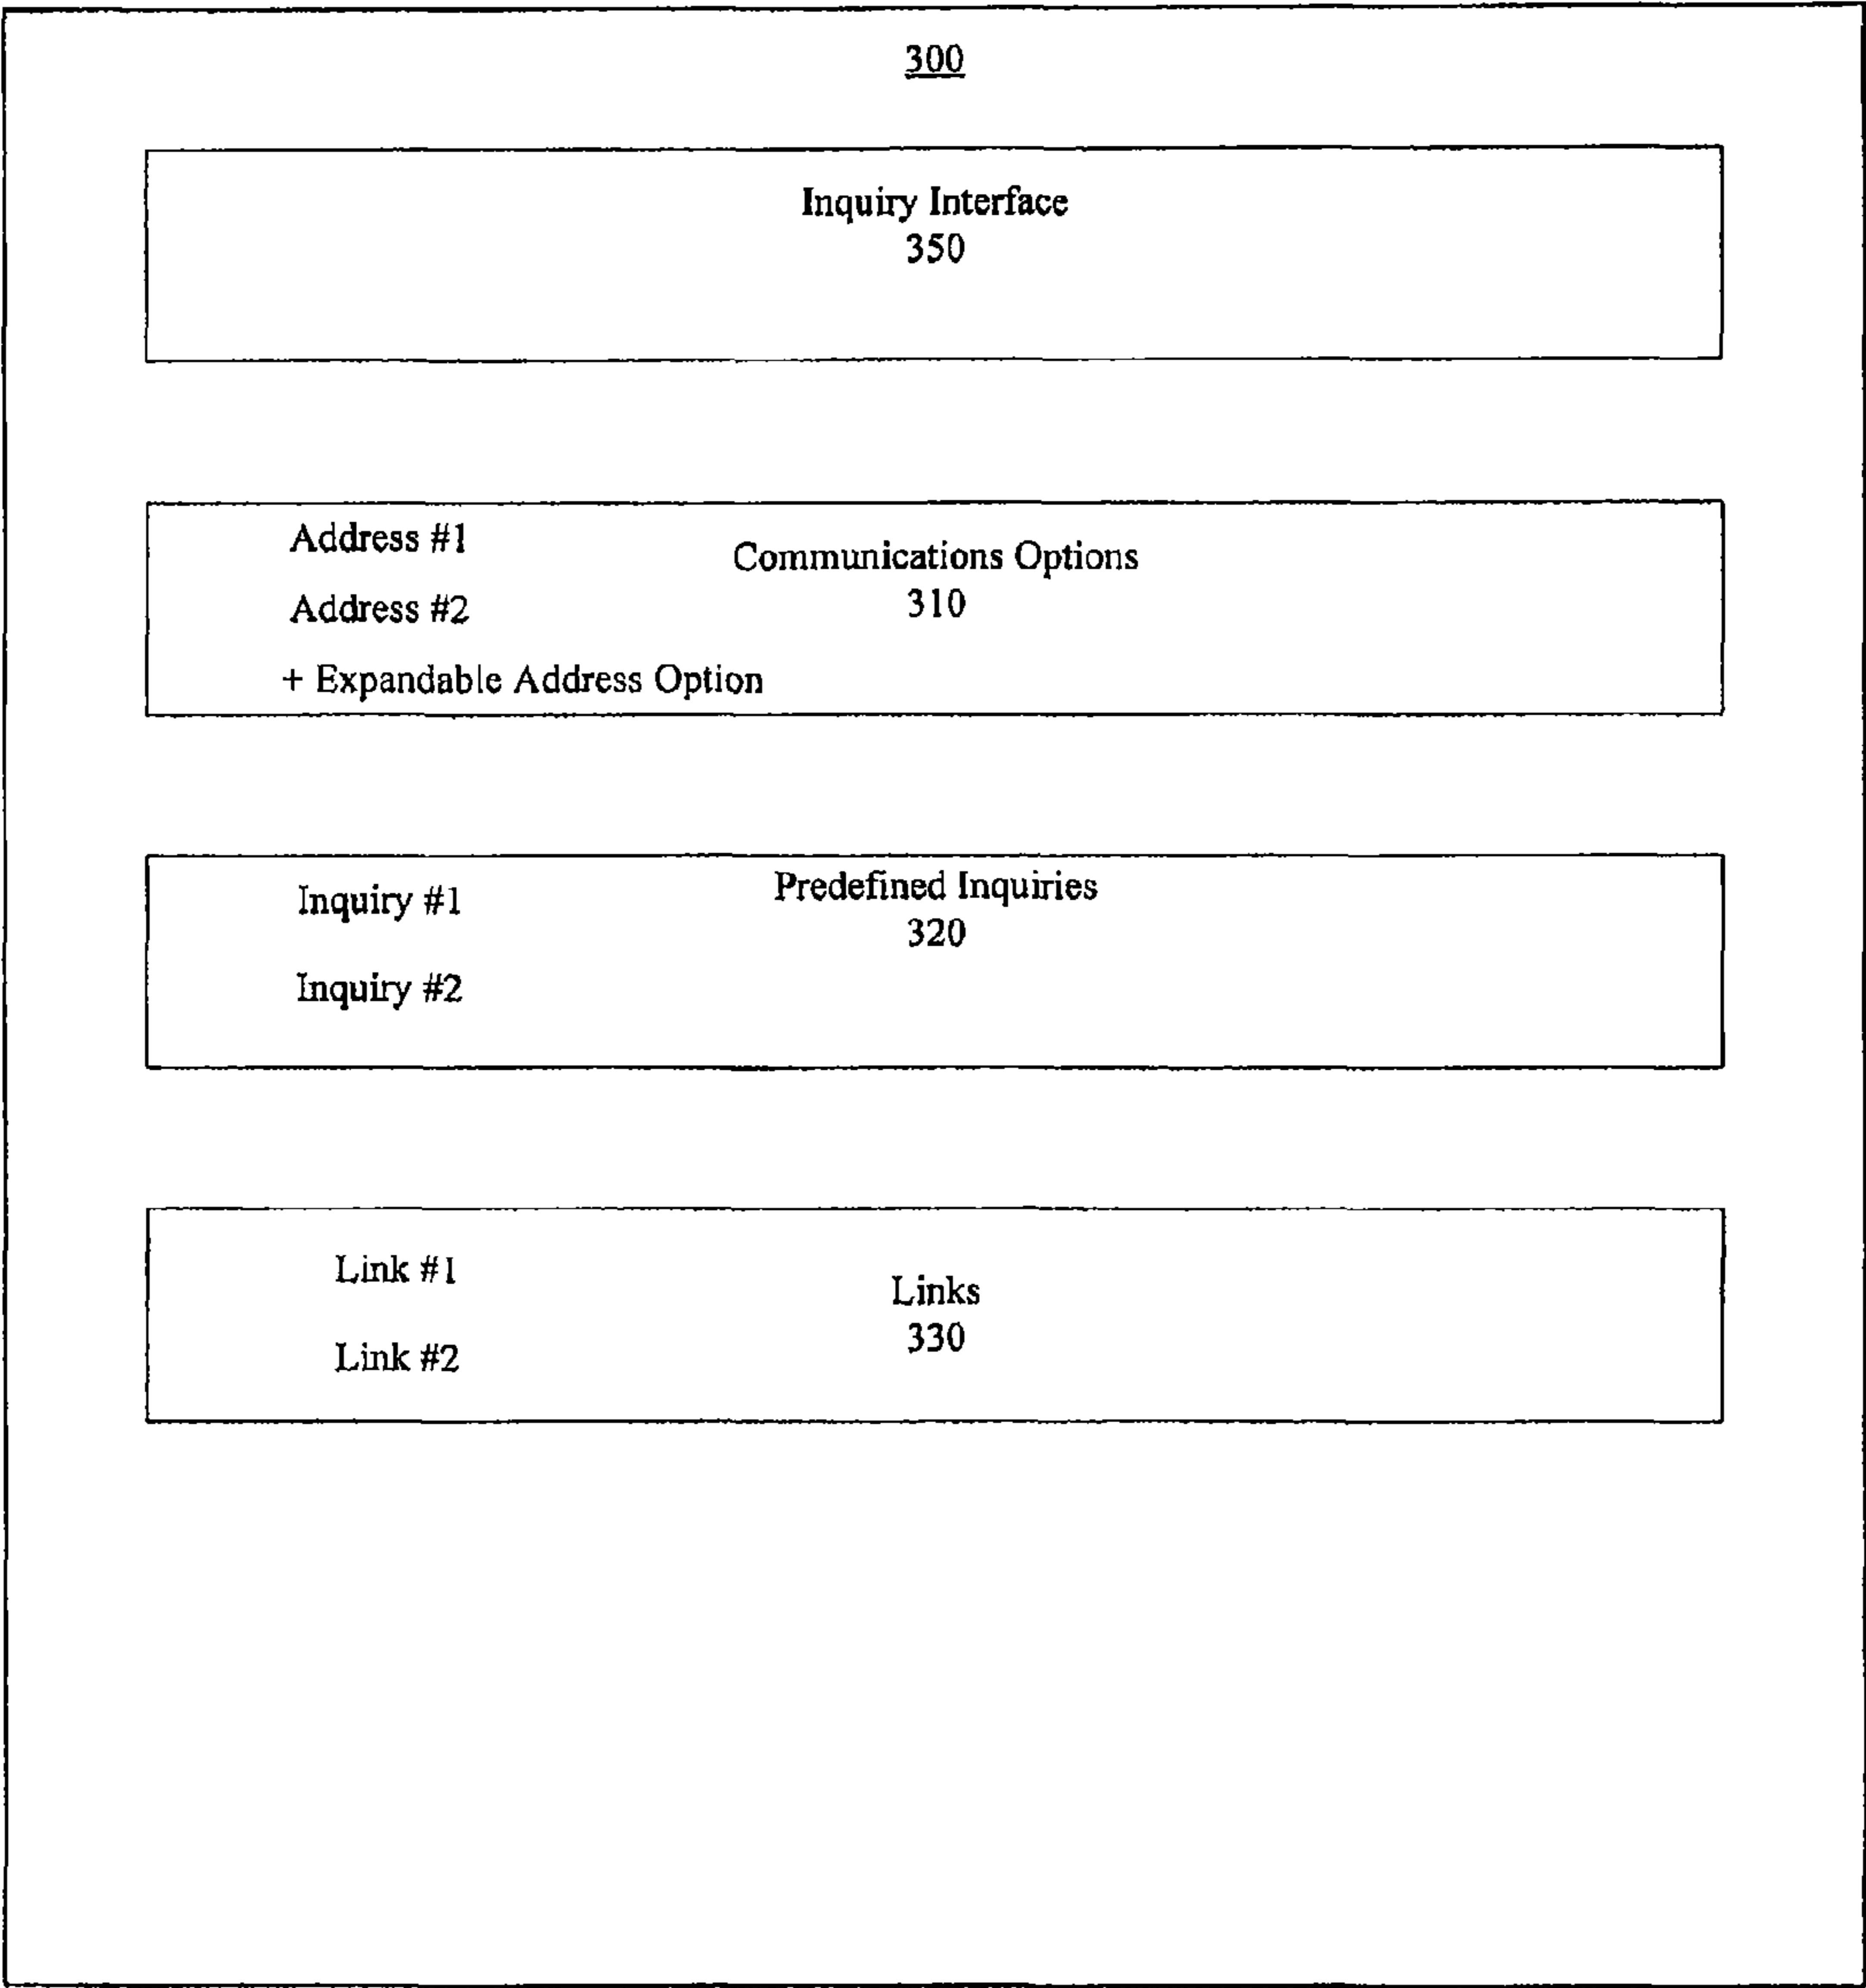 300
Inquiry Interface
350
Address #1
Communications Options
Address #2
310
+ Expandable Address Option
Predefined Inquiries
Inquiry #1
320
Inquiry #2
Link #1
Links
330
Link #2